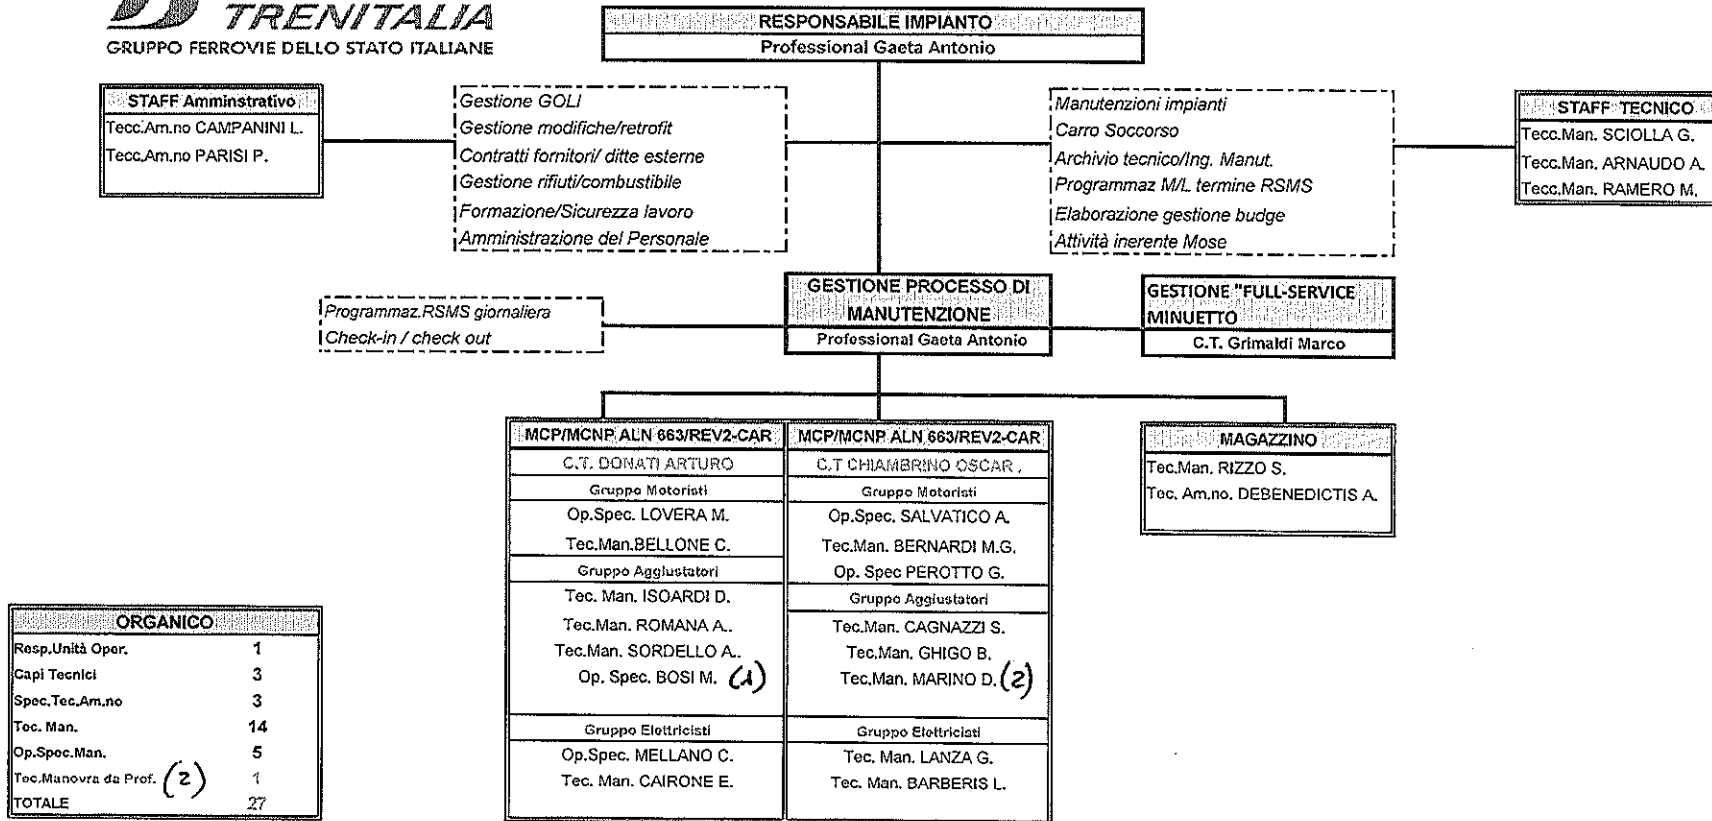 TRENITALIA
GRUPPO FERROVIE DELLO STATO ITALIANE
RESPONSABILE IMPIANTO
Professional Gaeta Antonio
STAFF Amminstrativo
Tecc.Am.no CAMPANINI L.
Tecc.Am.no PARISI P.
Gestione GOLI
Gestione modifiche/retrofit
Contratti fornitori/ ditte esterne
Gestione rifiuti/combustibile
Formazione/Sicurezza lavoro
Amministrazione del Personale
Manutenzioni impianti
Carro Soccorso
Archivio tecnico/Ing. Manut.
Programmaz M/L termine RSMS
Elaborazione gestione budge
Attività inerente Mose
STAFF TECNICO
Tecc.Man. SCIOLLA G.
Tecc.Man. ARNAUDO A.
Tecc.Man. RAMERO M.
Programmaz.RSMS giornaliera
Check-in / check out
GESTIONE PROCESSO DI
MANUTENZIONE
Professional Gaeta Antonio
GESTIONE "FULL-SERVICE
MINUETTO
C.T. Grimaldi Marco
MCP/MCNP ALN 663/REV2-CAR
C.T. DONATI ARTURO
Gruppo Motoristi
Op.Spec. LOVERA M.
Tec.Man.BELLONE C.
Gruppo Aggiustatori
Tec. Man. ISOARDI D.
Tec.Man. ROMANA A..
Tec.Man. SORDELLO A..
Op. Spec. BOSI M. (1)
Gruppo Elettricisti
Op.Spec. MELLANO C.
Tec. Man. CAIRONE E.
MCP/MCNP ALN 663/REV2-CAR
C.T CHIAMBRINO OSCAR .
Gruppo Motoristi
Op.Spec. SALVATICO A.
Tec.Man. BERNARDI M.G.
Op. Spec PEROTTO G.
Gruppo Aggiustatori
Tec.Man. CAGNAZZI S.
Tec.Man. GHIGO B.
Tec.Man. MARINO D. (2)
Gruppo Elettricisti
Tec. Man. LANZA G.
Tec. Man. BARBERIS L.
MAGAZZINO
Tec.Man. RIZZO S.
Tec. Am.no. DEBENEDICTIS A.
ORGANICO
Resp.Unità Oper. 1
Capi Tecnici 3
Spec.Tec.Am.no 3
Tec. Man. 14
Op.Spec.Man. 5
Tec.Manovra da Prof. (2) 1
TOTALE 27